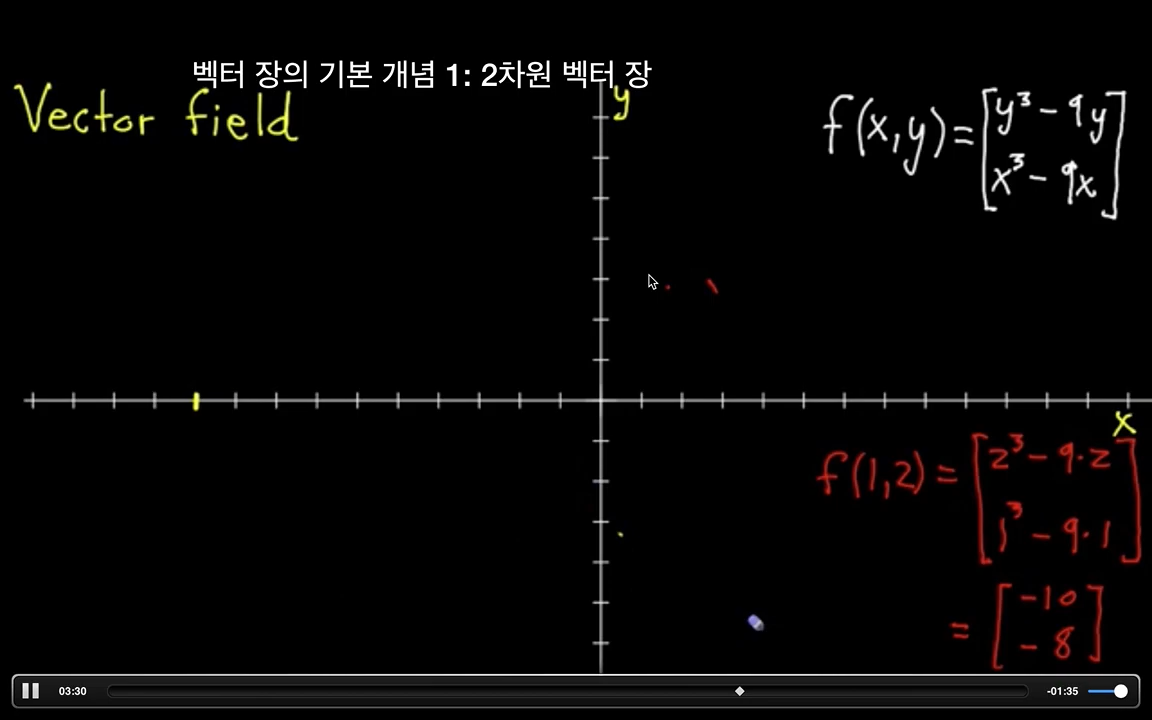 벡터 장의 기본 개념 1: 2차원 벡터 장
Vector field
y
f(x,y)=[y³-9y
x³-9x]
x
f(1,2)=[2³-9·2
1³-9·1]
=[-10
-8]
03:30
-01:35